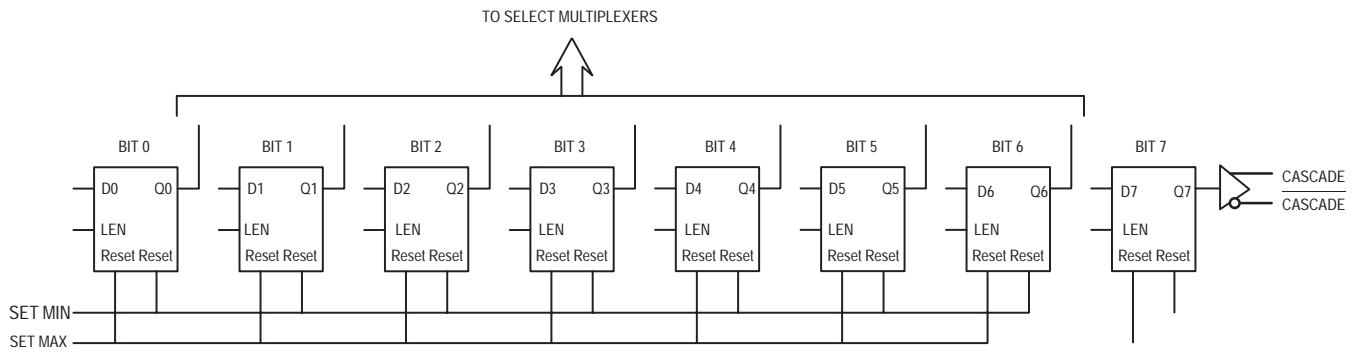 TO SELECT MULTIPLEXERS
BIT 0 BIT 1 BIT 2 BIT 3 BIT 4 BIT 5 BIT 6 BIT 7
D0 Q0 D1 Q1 D2 Q2 D3 Q3 D4 Q4 D5 Q5 D6 Q6 D7 Q7 CASCADE
CASCADE
LEN LEN LEN LEN LEN LEN LEN LEN
Reset Reset Reset Reset Reset Reset Reset Reset Reset Reset Reset Reset Reset Reset Reset Reset
SET MIN
SET MAX